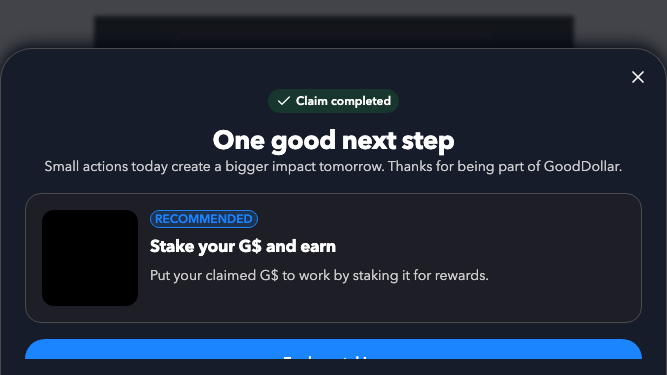 Claim completed
One good next step
Small actions today create a bigger impact tomorrow. Thanks for being part of GoodDollar.
RECOMMENDED
Stake your G$ and earn
Put your claimed G$ to work by staking it for rewards.